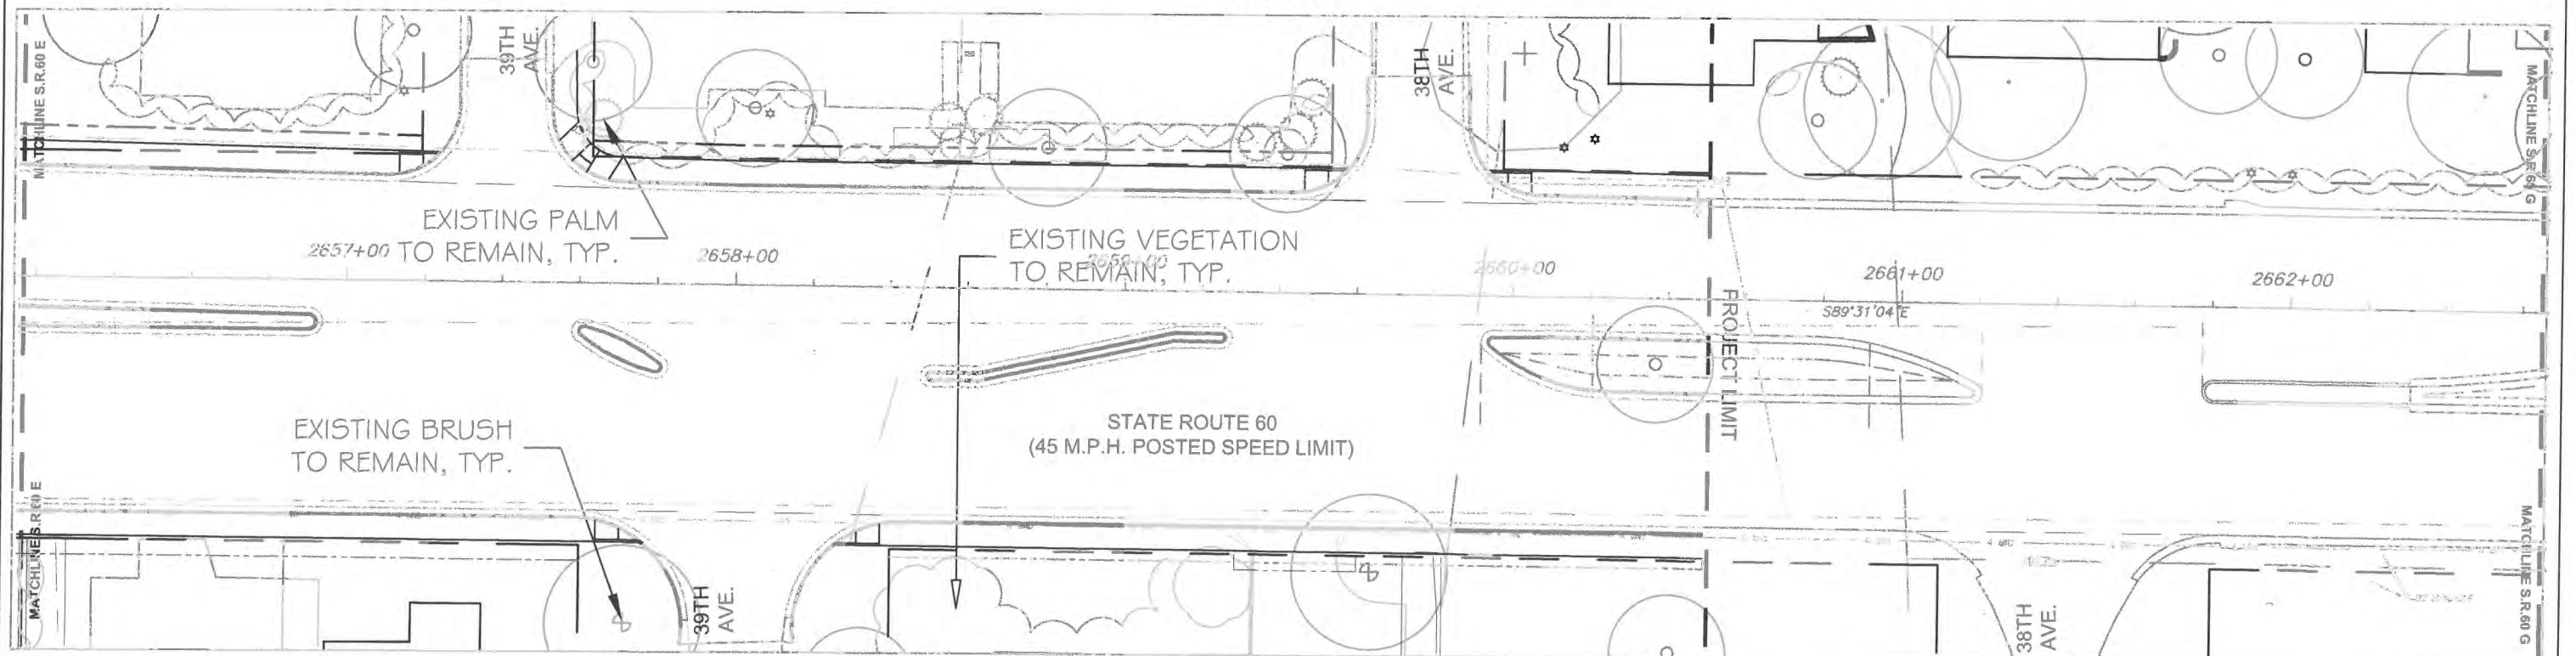 MATCHLINE S.R.60 E
39TH
AVE.
38TH
AVE.
MATCHLINE S.R.60 G
EXISTING PALM
TO REMAIN, TYP.
2657+00
2658+00
EXISTING VEGETATION
TO REMAIN, TYP.
2659+00
2660+00
2661+00
2662+00
S89°31'04"E
PROJECT LIMIT
STATE ROUTE 60
(45 M.P.H. POSTED SPEED LIMIT)
EXISTING BRUSH
TO REMAIN, TYP.
MATCHLINE S.R.60 E
39TH
AVE.
38TH
AVE.
MATCHLINE S.R.60 G